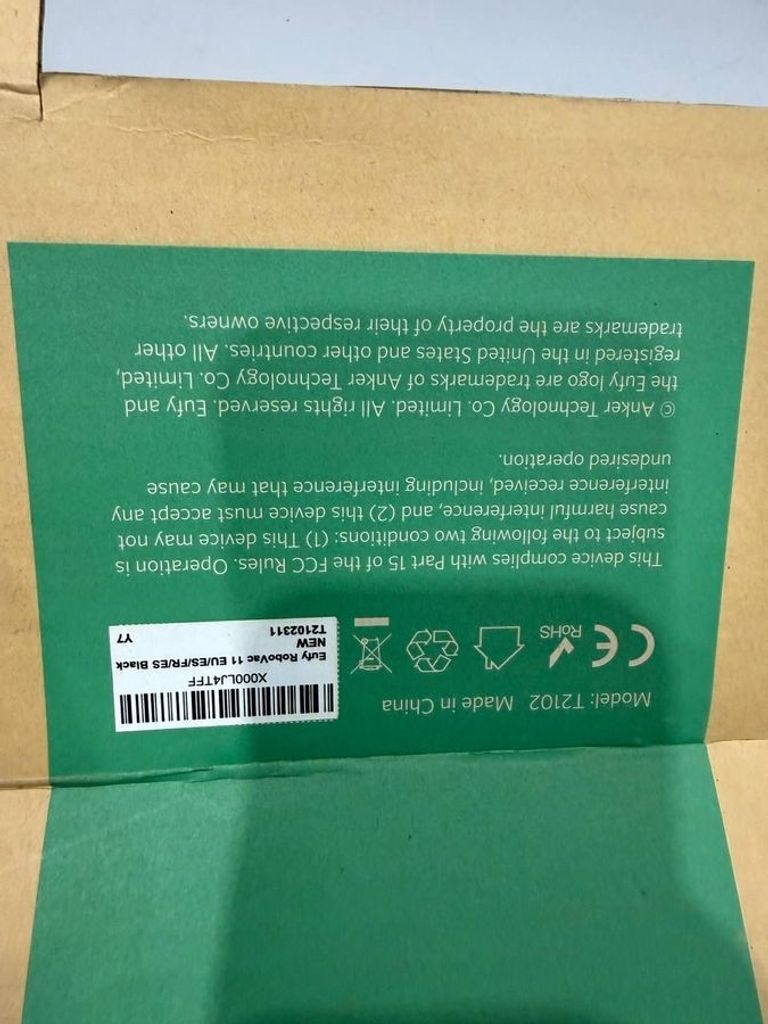 Model: T2102   Made in China
X000LJ4TFF
Eufy RoboVac 11 EU/ES/FR/ES Black
NEW
T2102311
Y7
CE
RoHS
This device complies with Part 15 of the FCC Rules. Operation is
subject to the following two conditions: (1) This device may not
cause harmful interference, and (2) this device must accept any
interference received, including interference that may cause
undesired operation.
© Anker Technology Co. Limited. All rights reserved. Eufy and
the Eufy logo are trademarks of Anker Technology Co. Limited,
registered in the United States and other countries. All other
trademarks are the property of their respective owners.